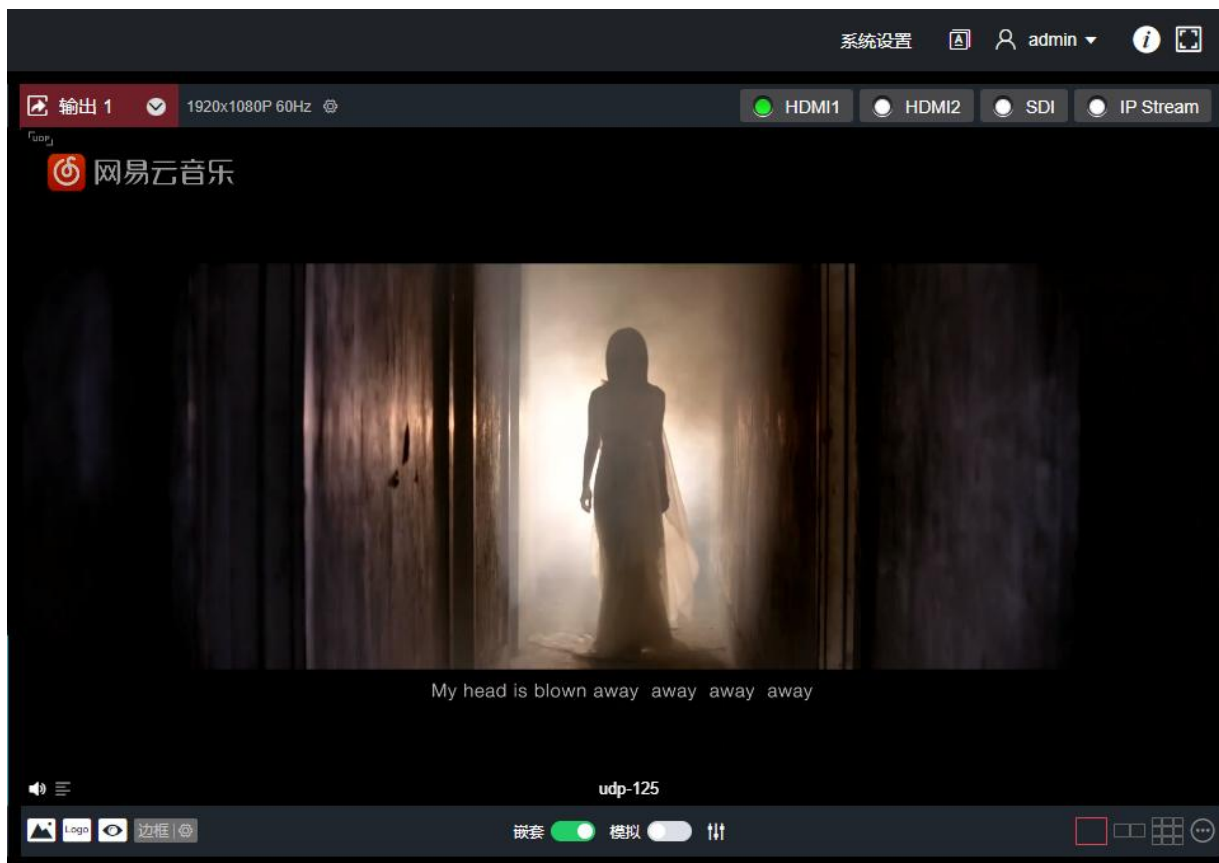 系统设置 A admin i
输出 1 1920x1080P 60Hz HDMI1 HDMI2 SDI IP Stream
UDP
网易云音乐
My head is blown away away away away
udp-125
Logo 边框 嵌套 模拟